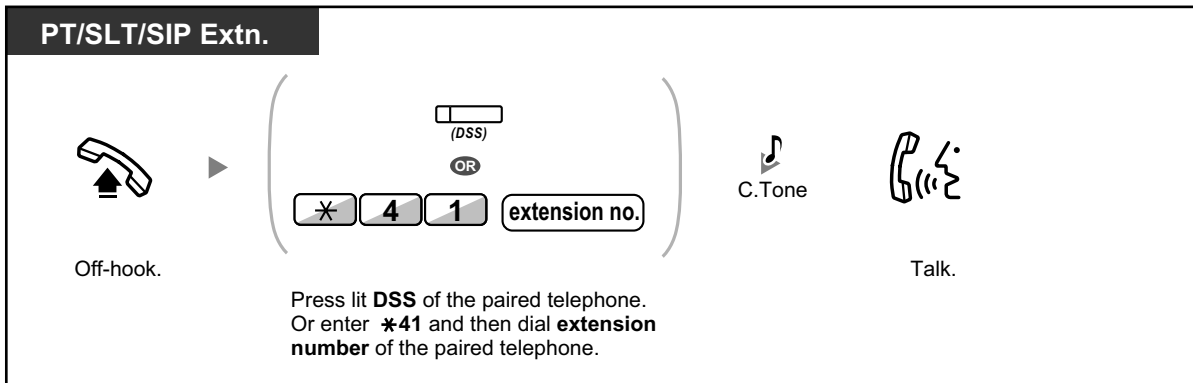 PT/SLT/SIP Extn.
(DSS)
OR
* 4 1 extension no.
C.Tone
Off-hook.
Talk.
Press lit DSS of the paired telephone.
Or enter *41 and then dial extension
number of the paired telephone.